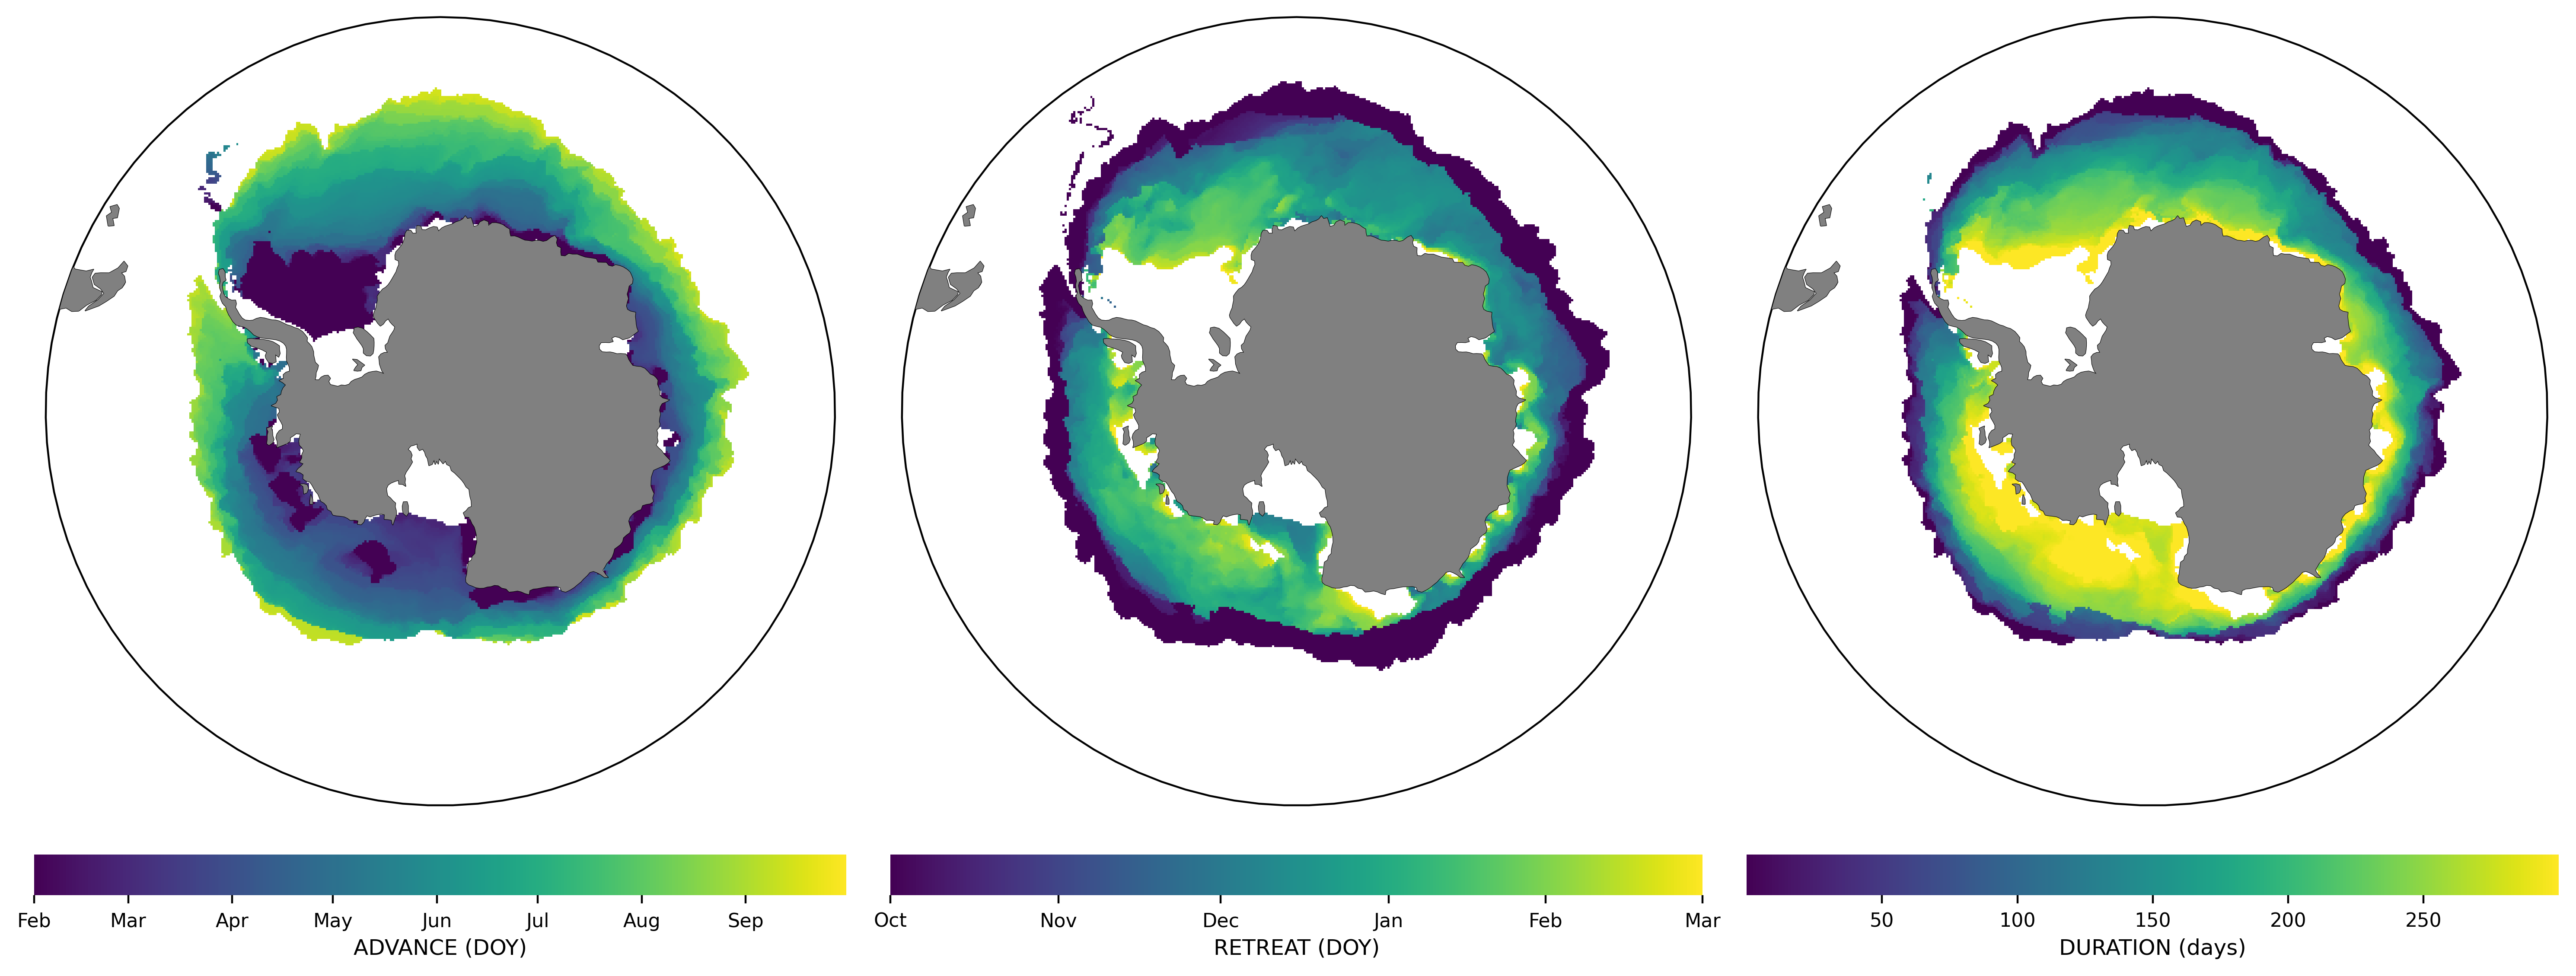 Feb Mar Apr May Jun Jul Aug Sep
ADVANCE (DOY)
Oct Nov Dec Jan Feb Mar
RETREAT (DOY)
50 100 150 200 250
DURATION (days)